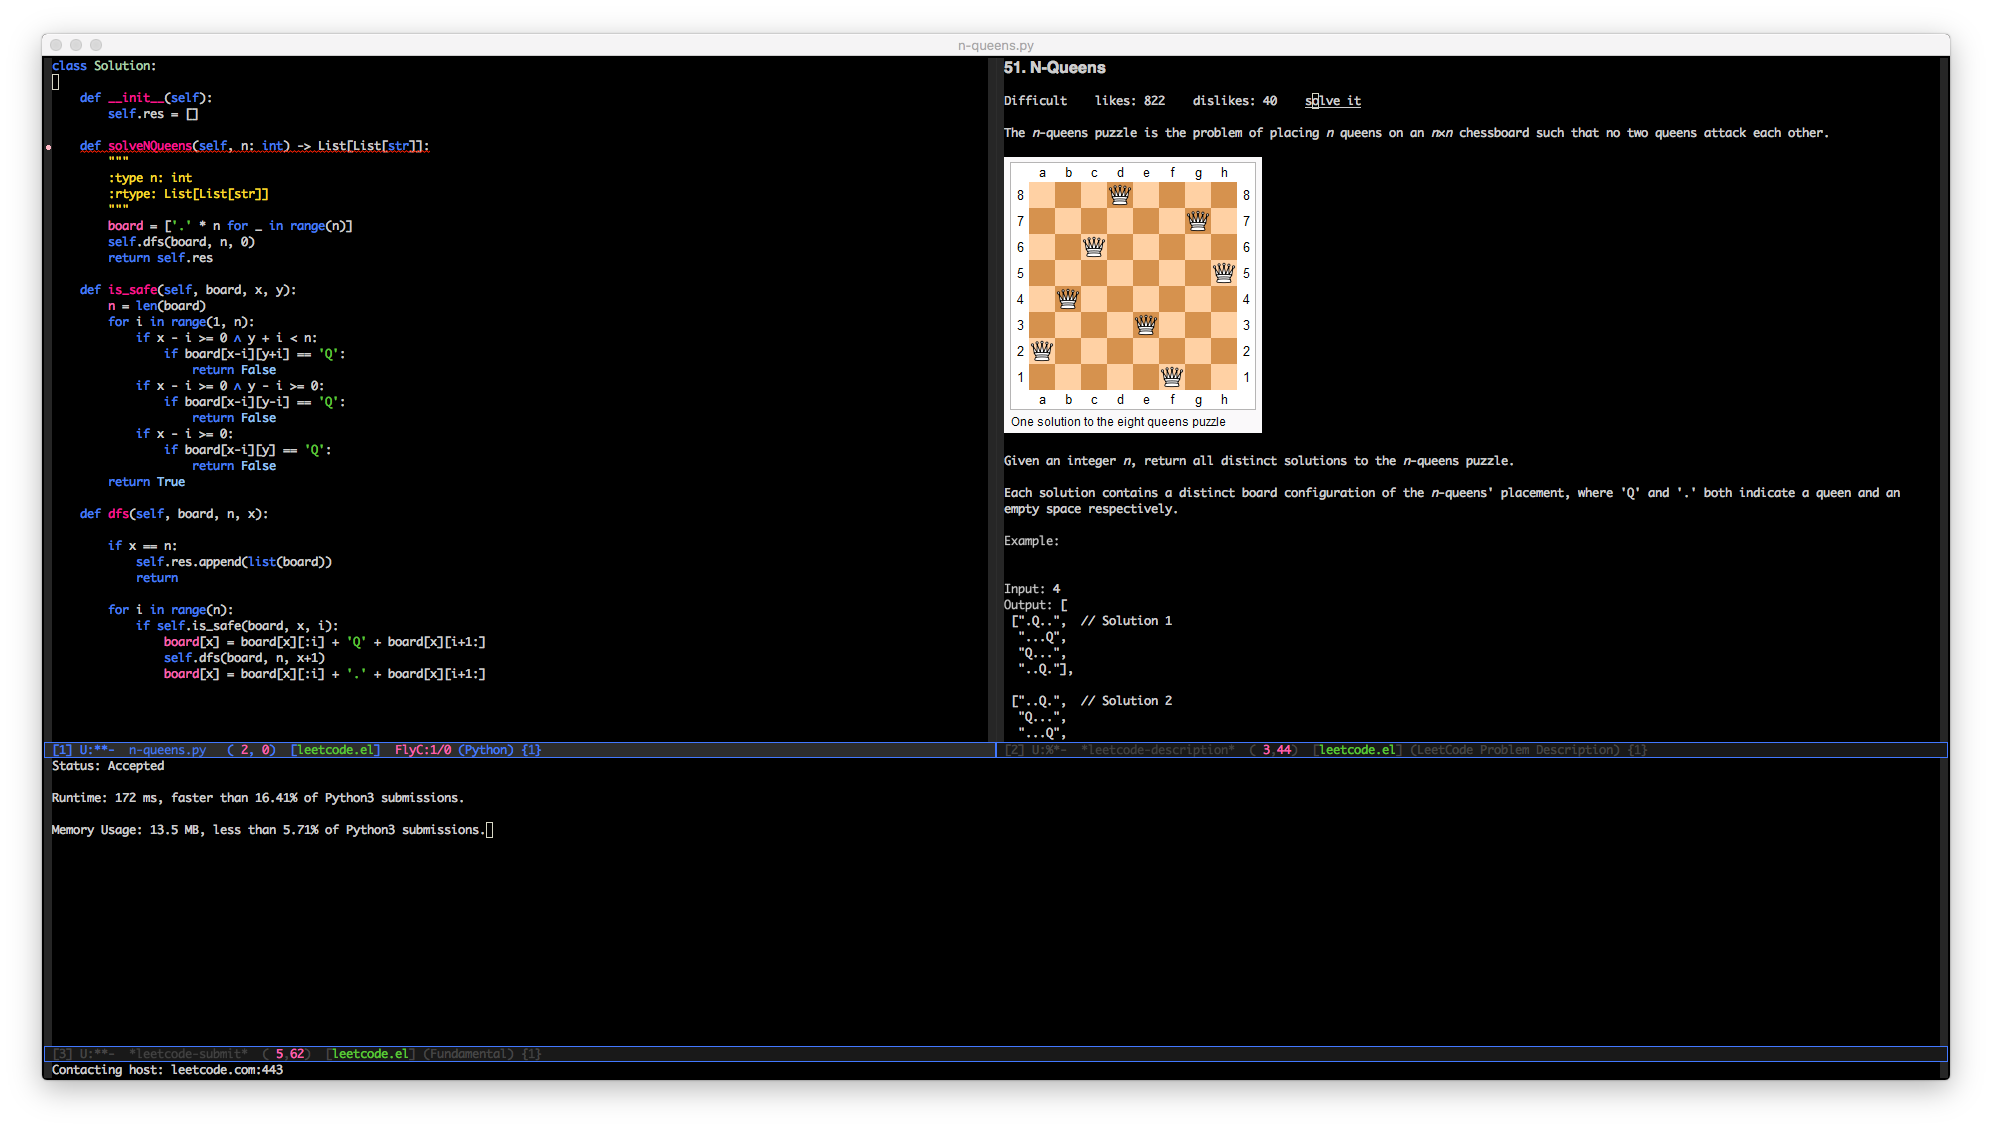 n-queens.py
class Solution:
def __init__(self):
self.res = []
def solveNQueens(self, n: int) -> List[List[str]]:
"""
:type n: int
:rtype: List[List[str]]
"""
board = ['.' * n for _ in range(n)]
self.dfs(board, n, 0)
return self.res
def is_safe(self, board, x, y):
n = len(board)
for i in range(1, n):
if x - i >= 0 ∧ y + i < n:
if board[x-i][y+i] == 'Q':
return False
if x - i >= 0 ∧ y - i >= 0:
if board[x-i][y-i] == 'Q':
return False
if x - i >= 0:
if board[x-i][y] == 'Q':
return False
return True
def dfs(self, board, n, x):
if x == n:
self.res.append(list(board))
return
for i in range(n):
if self.is_safe(board, x, i):
board[x] = board[x][:i] + 'Q' + board[x][i+1:]
self.dfs(board, n, x+1)
board[x] = board[x][:i] + '.' + board[x][i+1:]
[1] U:**- n-queens.py ( 2, 0) [leetcode.el] FlyC:1/0 (Python) {1}
51. N-Queens
Difficult likes: 822 dislikes: 40 solve it
The n-queens puzzle is the problem of placing n queens on an n×n chessboard such that no two queens attack each other.
a b c d e f g h
8 8
7 7
6 6
5 5
4 4
3 3
2 2
1 1
a b c d e f g h
One solution to the eight queens puzzle
Given an integer n, return all distinct solutions to the n-queens puzzle.
Each solution contains a distinct board configuration of the n-queens' placement, where 'Q' and '.' both indicate a queen and an
empty space respectively.
Example:
Input: 4
Output: [
[".Q..", // Solution 1
"...Q",
"Q...",
"..Q."],
["..Q.", // Solution 2
"Q...",
"...Q",
[2] U:%*- *leetcode-description* ( 3,44) [leetcode.el] (LeetCode Problem Description) {1}
Status: Accepted
Runtime: 172 ms, faster than 16.41% of Python3 submissions.
Memory Usage: 13.5 MB, less than 5.71% of Python3 submissions.
[3] U:**- *leetcode-submit* ( 5,62) [leetcode.el] (Fundamental) {1}
Contacting host: leetcode.com:443